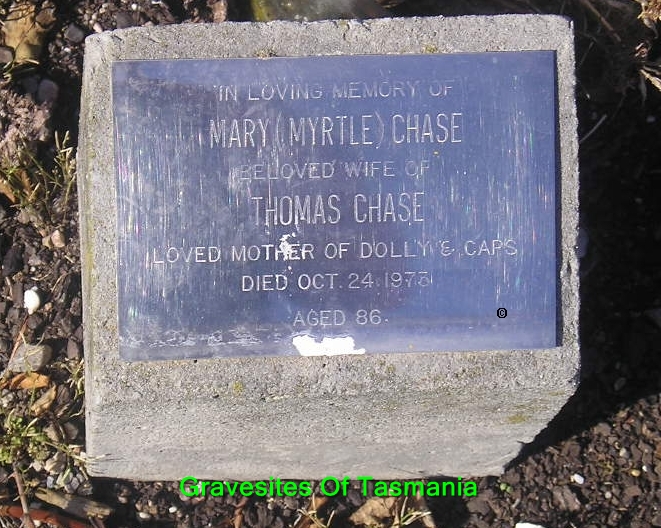 IN LOVING MEMORY OF
MARY (MYRTLE) CHASE
BELOVED WIFE OF
THOMAS CHASE
LOVED MOTHER OF DOLLY & CAPS
DIED OCT. 24. 1973
AGED 86.
©
Gravesites Of Tasmania